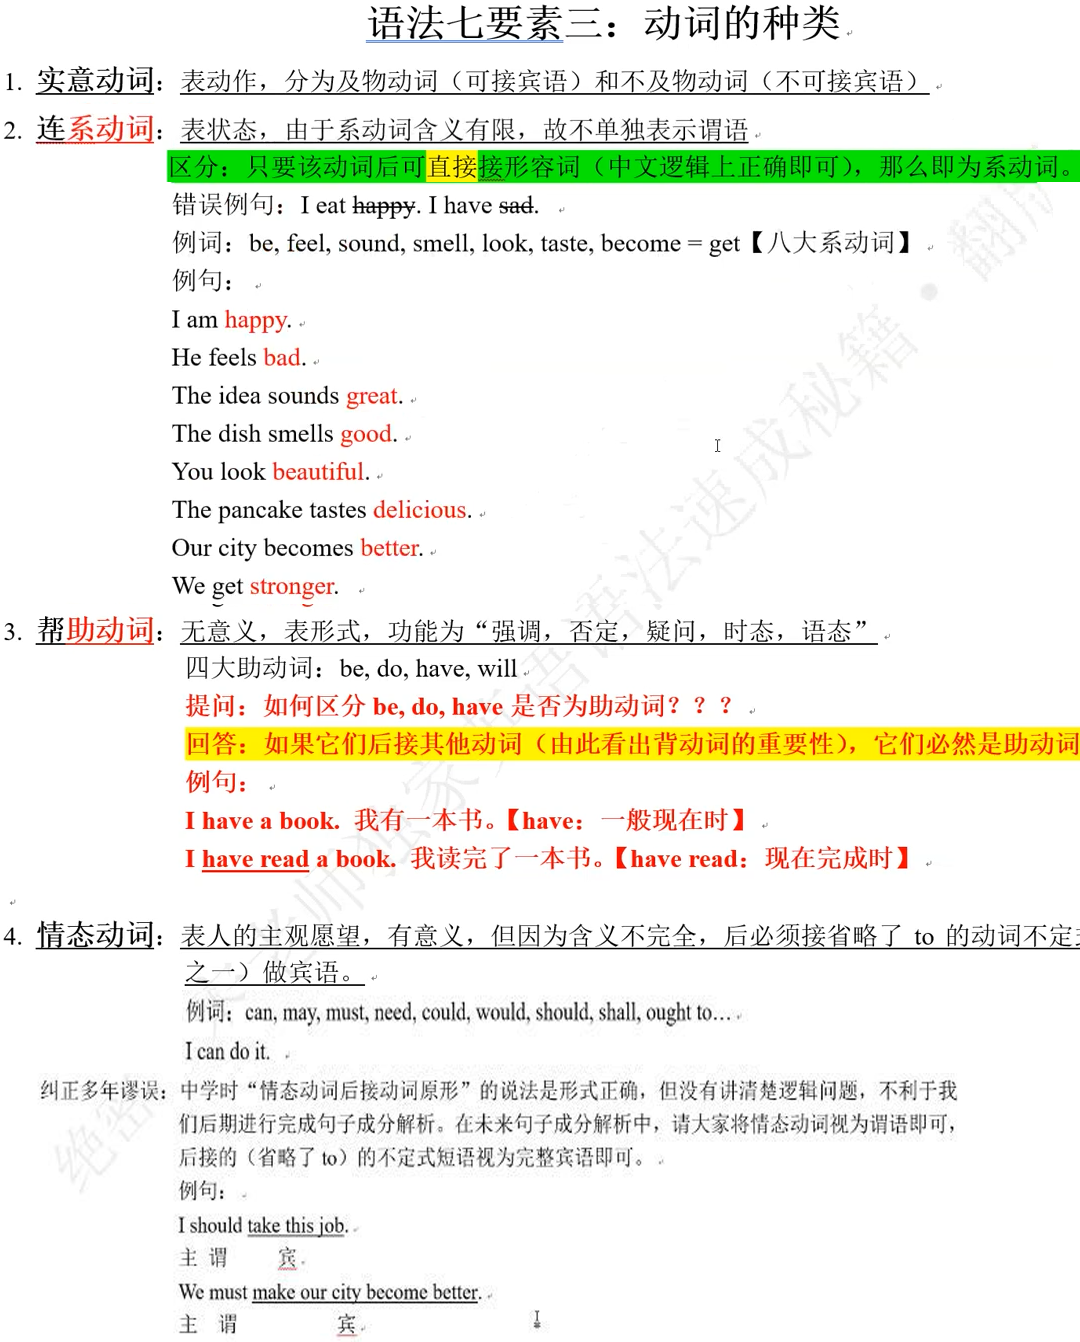 语法七要素三：动词的种类
1. 实意动词：表动作，分为及物动词（可接宾语）和不及物动词（不可接宾语）
2. 连系动词：表状态，由于系动词含义有限，故不单独表示谓语
区分：只要该动词后可直接接形容词（中文逻辑上正确即可），那么即为系动词。
错误例句：I eat happy. I have sad.
例词：be, feel, sound, smell, look, taste, become = get【八大系动词】
例句：
I am happy.
He feels bad.
The idea sounds great.
The dish smells good.
You look beautiful.
The pancake tastes delicious.
Our city becomes better.
We get stronger.
3. 帮助动词：无意义，表形式，功能为“强调，否定，疑问，时态，语态”
四大助动词：be, do, have, will
提问：如何区分 be, do, have 是否为助动词？？？
回答：如果它们后接其他动词（由此看出背动词的重要性），它们必然是助动词
例句：
I have a book. 我有一本书。【have：一般现在时】
I have read a book. 我读完了一本书。【have read：现在完成时】
4. 情态动词：表人的主观愿望，有意义，但因为含义不完全，后必须接省略了 to 的动词不定式
之一）做宾语。
例词：can, may, must, need, could, would, should, shall, ought to…
I can do it.
纠正多年谬误：中学时“情态动词后接动词原形”的说法是形式正确，但没有讲清楚逻辑问题，不利于我
们后期进行完成句子成分解析。在未来句子成分解析中，请大家将情态动词视为谓语即可，
后接的（省略了 to）的不定式短语视为完整宾语即可。
例句：
I should take this job.
主 谓 宾
We must make our city become better.
主 谓 宾